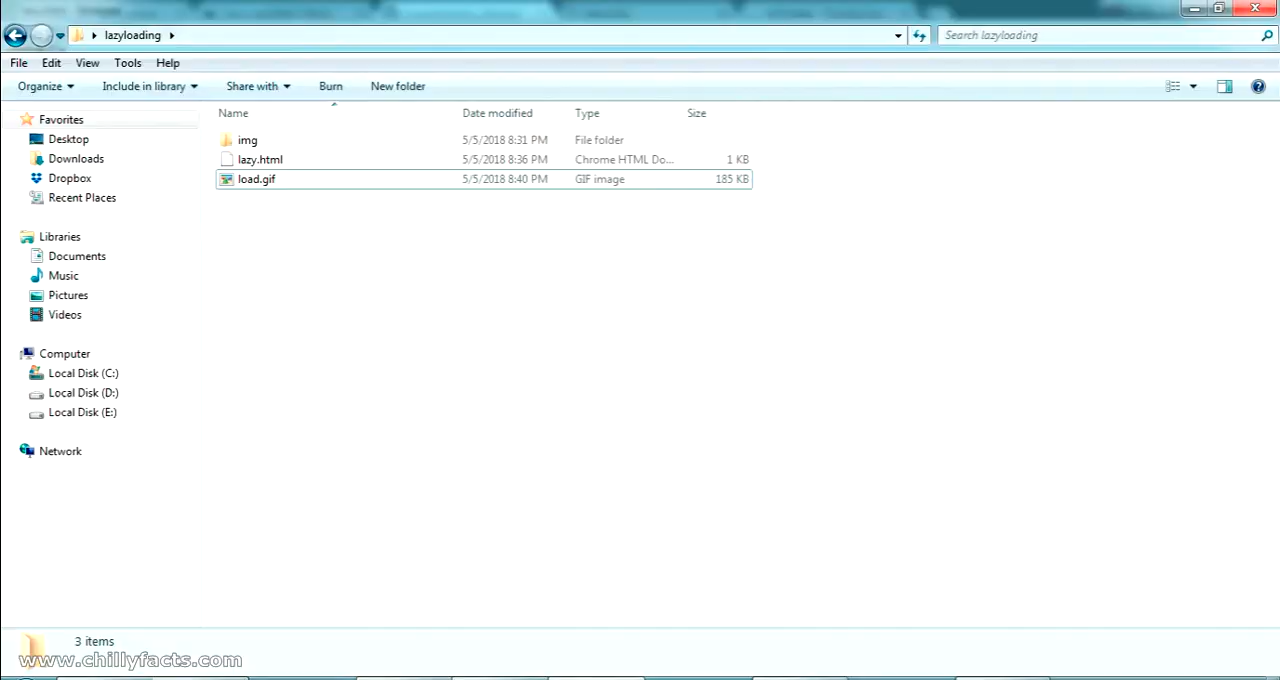 lazyloading
Search lazyloading
File Edit View Tools Help
Organize Include in library Share with Burn New folder
Name Date modified Type Size
img 5/5/2018 8:31 PM File folder
lazy.html 5/5/2018 8:36 PM Chrome HTML Do... 1 KB
load.gif 5/5/2018 8:40 PM GIF image 185 KB
Favorites
Desktop
Downloads
Dropbox
Recent Places
Libraries
Documents
Music
Pictures
Videos
Computer
Local Disk (C:)
Local Disk (D:)
Local Disk (E:)
Network
3 items
www.chillyfacts.com